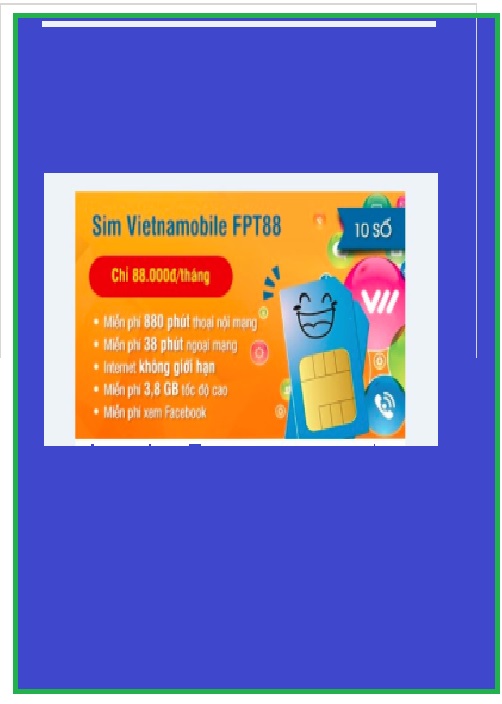 Sim Vietnamobile FPT88
10 SỐ
Chỉ 88.000đ/tháng
• Miễn phí 880 phút thoại nội mạng
• Miễn phí 38 phút ngoại mạng
• Internet không giới hạn
• Miễn phí 3,8 GB tốc độ cao
• Miễn phí xem Facebook